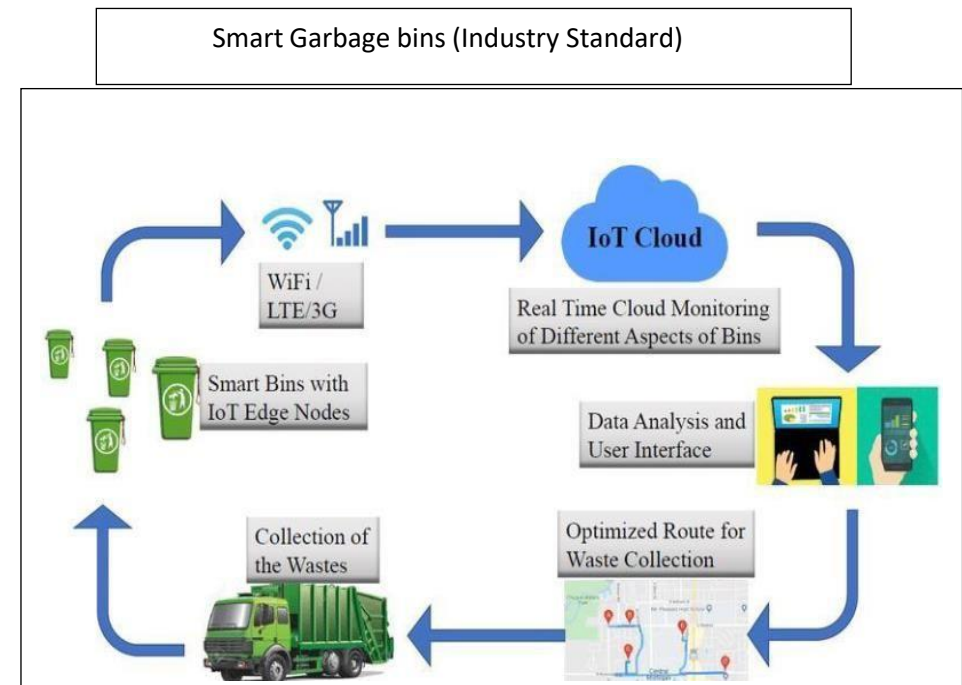 Smart Garbage bins (Industry Standard)
WiFi /
LTE/3G
IoT Cloud
Real Time Cloud Monitoring
of Different Aspects of Bins
Smart Bins with
IoT Edge Nodes
Data Analysis and
User Interface
Collection of
the Wastes
Optimized Route for
Waste Collection
Central
Michigan